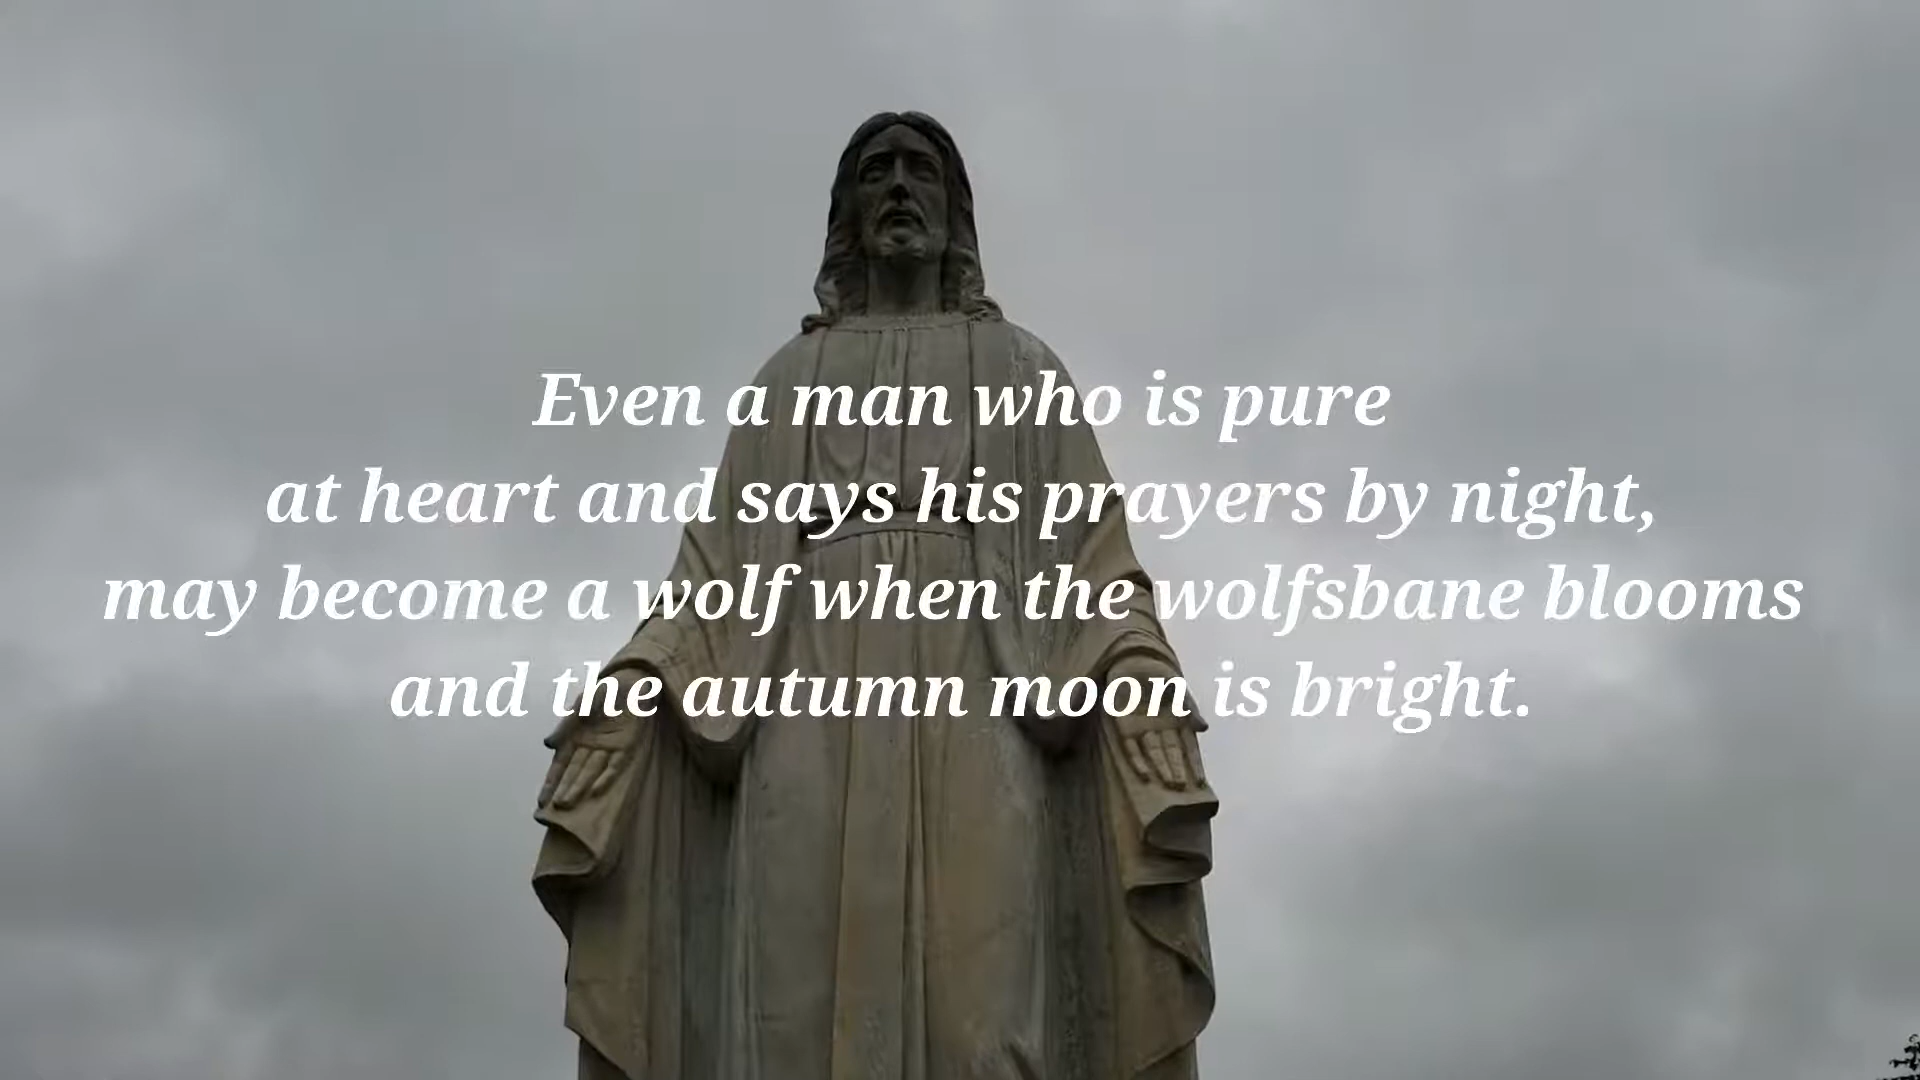 Even a man who is pure
at heart and says his prayers by night,
may become a wolf when the wolfsbane blooms
and the autumn moon is bright.